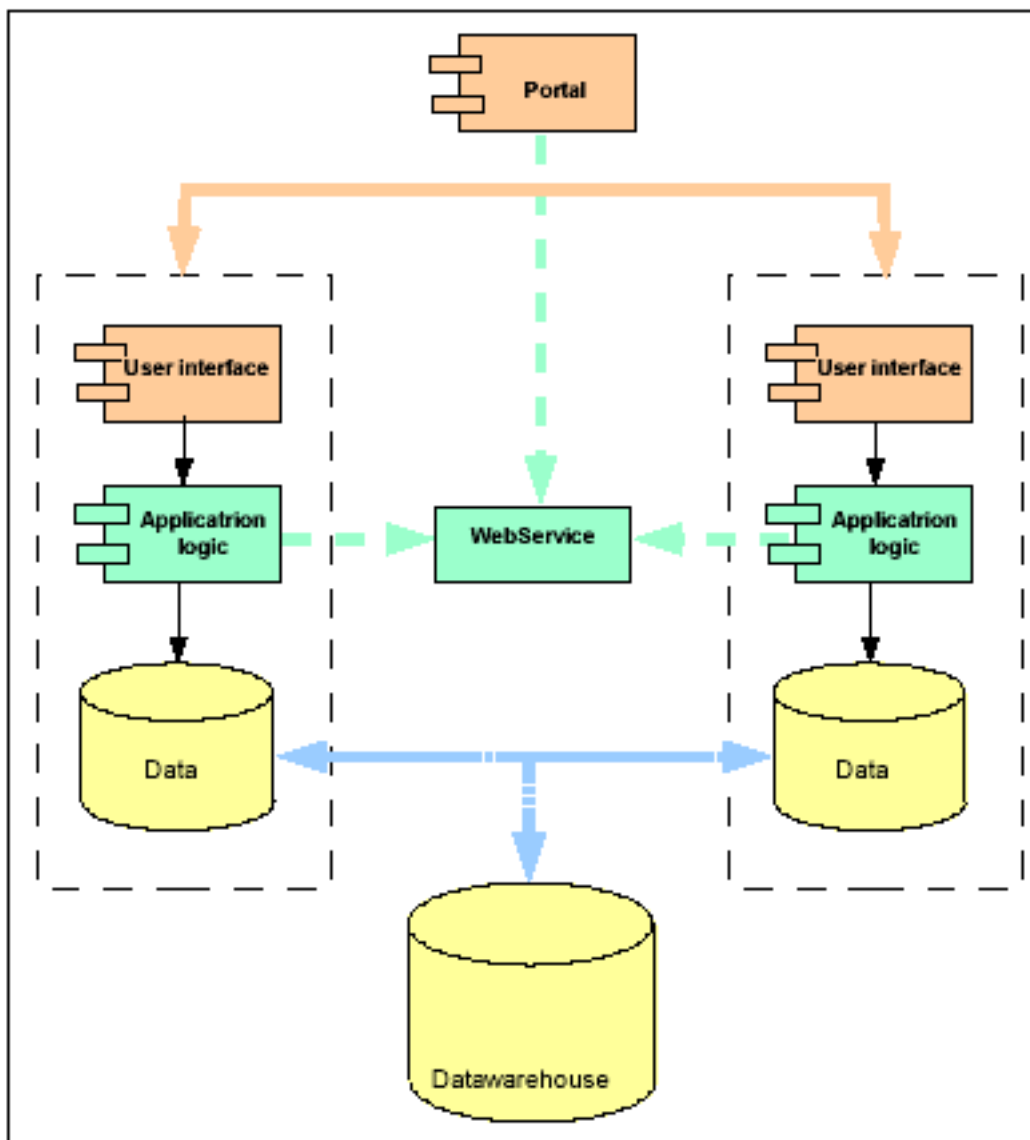 Portal
User interface
User interface
Applicatrion
logic
WebService
Applicatrion
logic
Data
Data
Datawarehouse